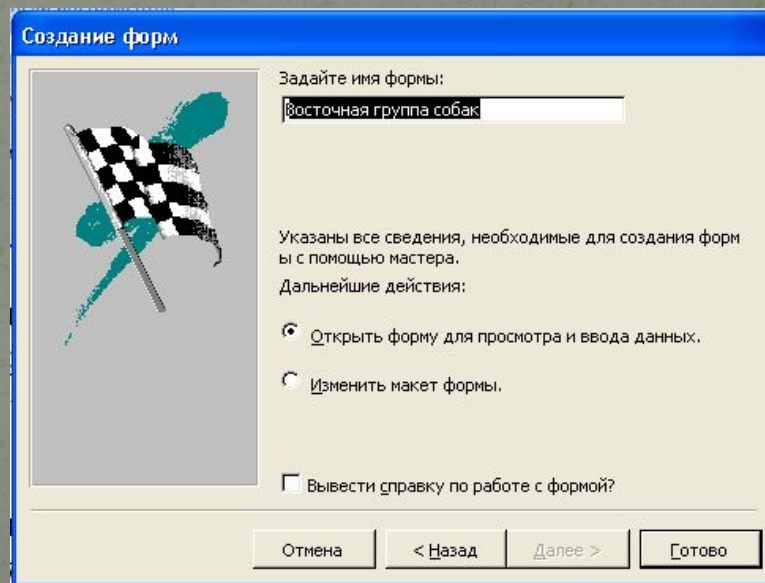 Создание форм
Задайте имя формы:
Восточная группа собак
Указаны все сведения, необходимые для создания форм
ы с помощью мастера.
Дальнейшие действия:
Открыть форму для просмотра и ввода данных.
Изменить макет формы.
Вывести справку по работе с формой?
Отмена
< Назад
Далее >
Готово